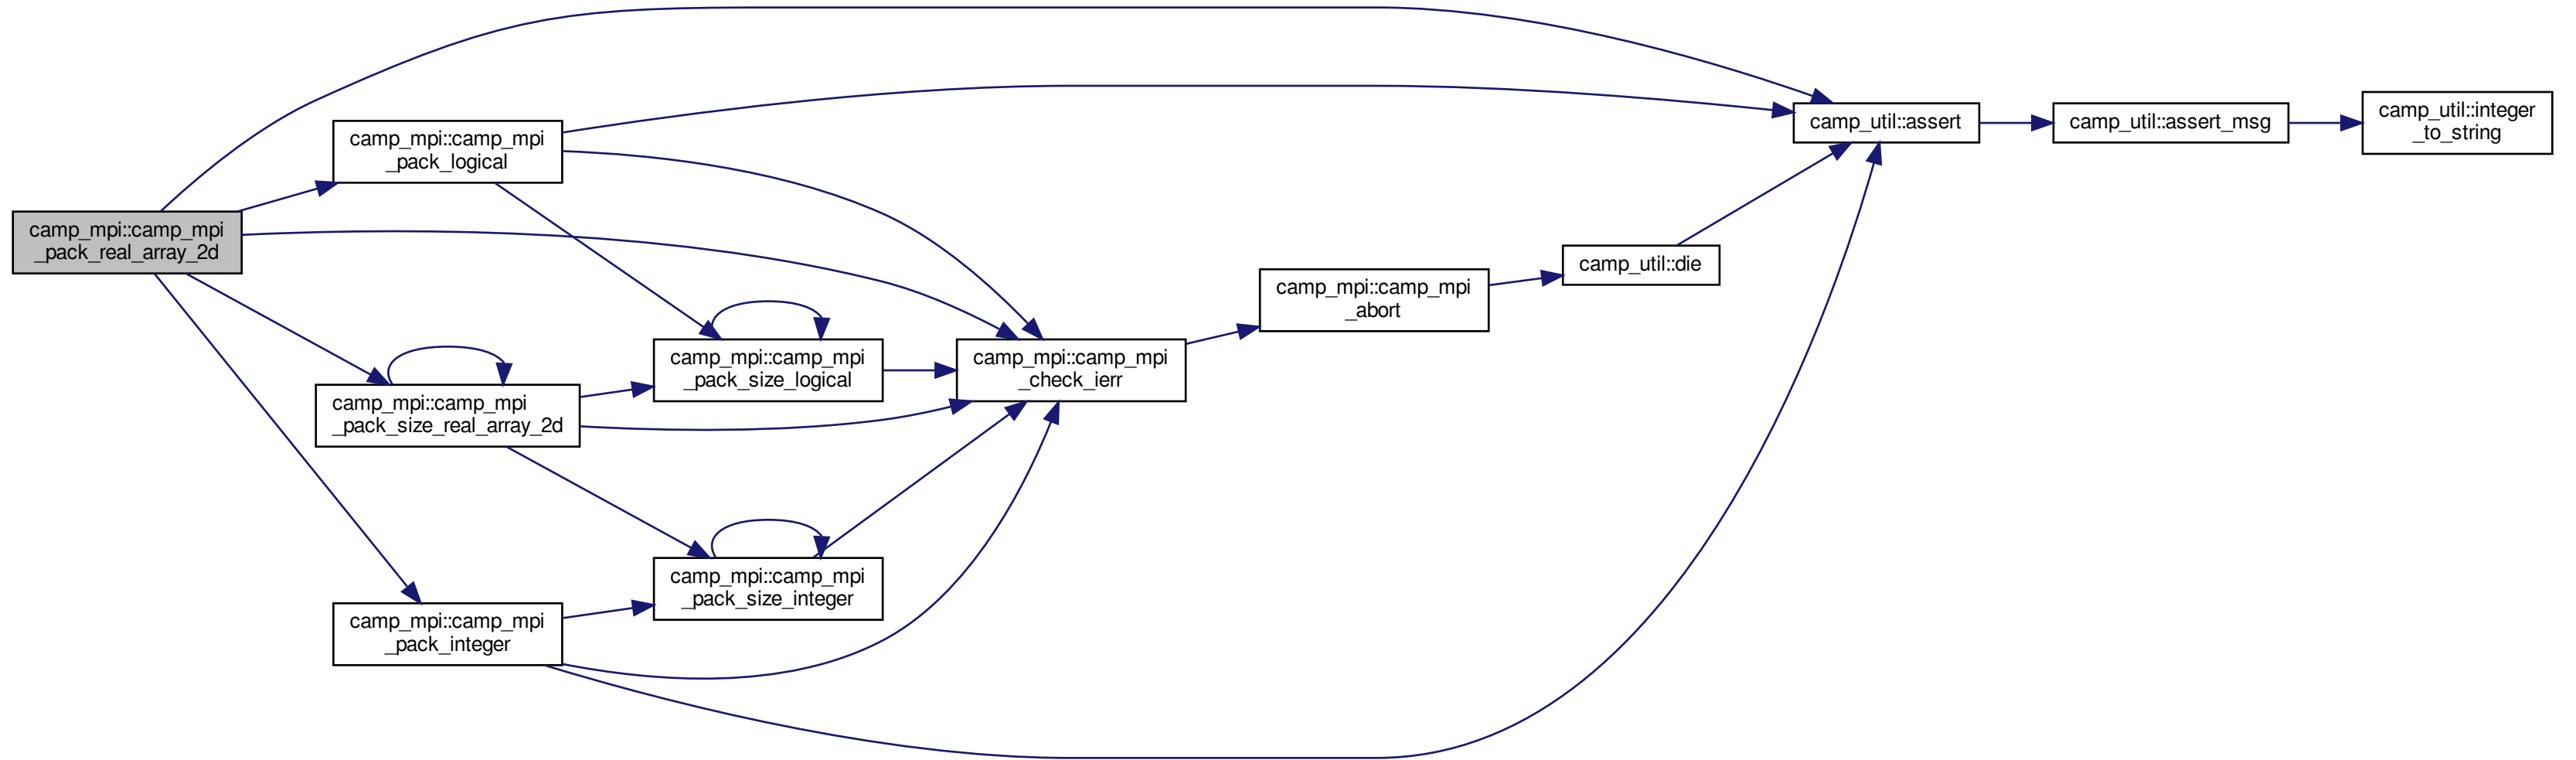 camp_mpi::camp_mpi
_pack_real_array_2d
camp_mpi::camp_mpi
_pack_logical
camp_mpi::camp_mpi
_pack_size_real_array_2d
camp_mpi::camp_mpi
_pack_integer
camp_mpi::camp_mpi
_pack_size_logical
camp_mpi::camp_mpi
_pack_size_integer
camp_mpi::camp_mpi
_check_ierr
camp_mpi::camp_mpi
_abort
camp_util::die
camp_util::assert
camp_util::assert_msg
camp_util::integer
_to_string